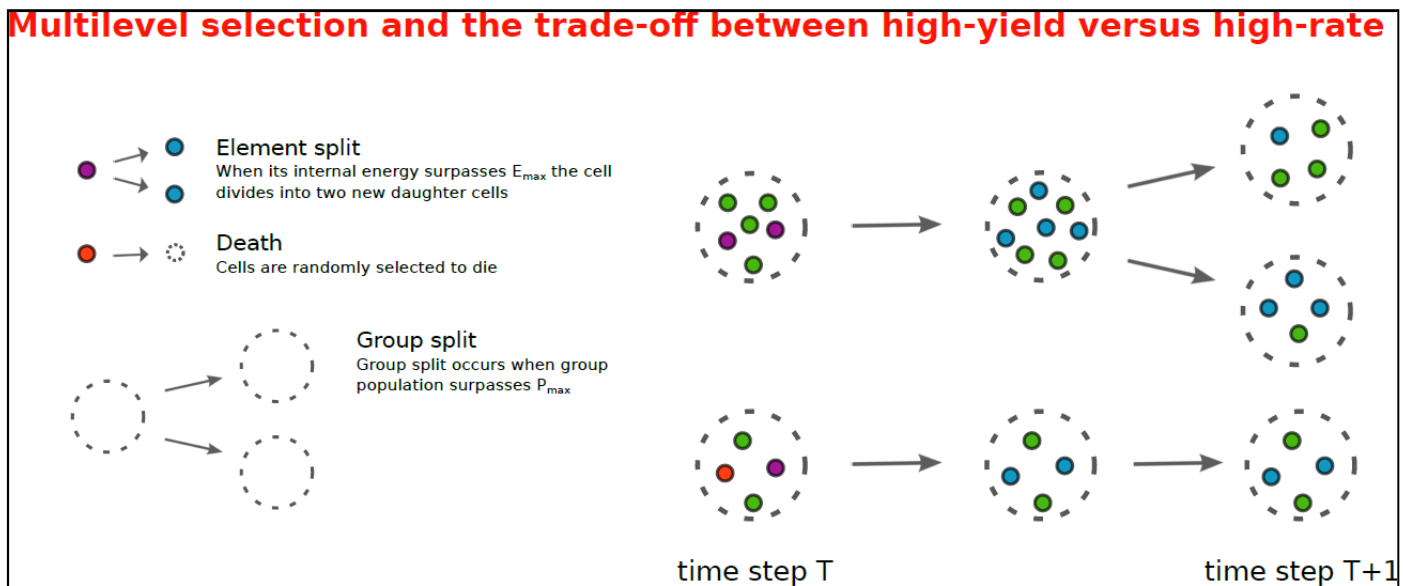 Multilevel selection and the trade-off between high-yield versus high-rate
Element split
When its internal energy surpasses Emax the cell
divides into two new daughter cells
Death
Cells are randomly selected to die
Group split
Group split occurs when group
population surpasses Pmax
time step T
time step T+1